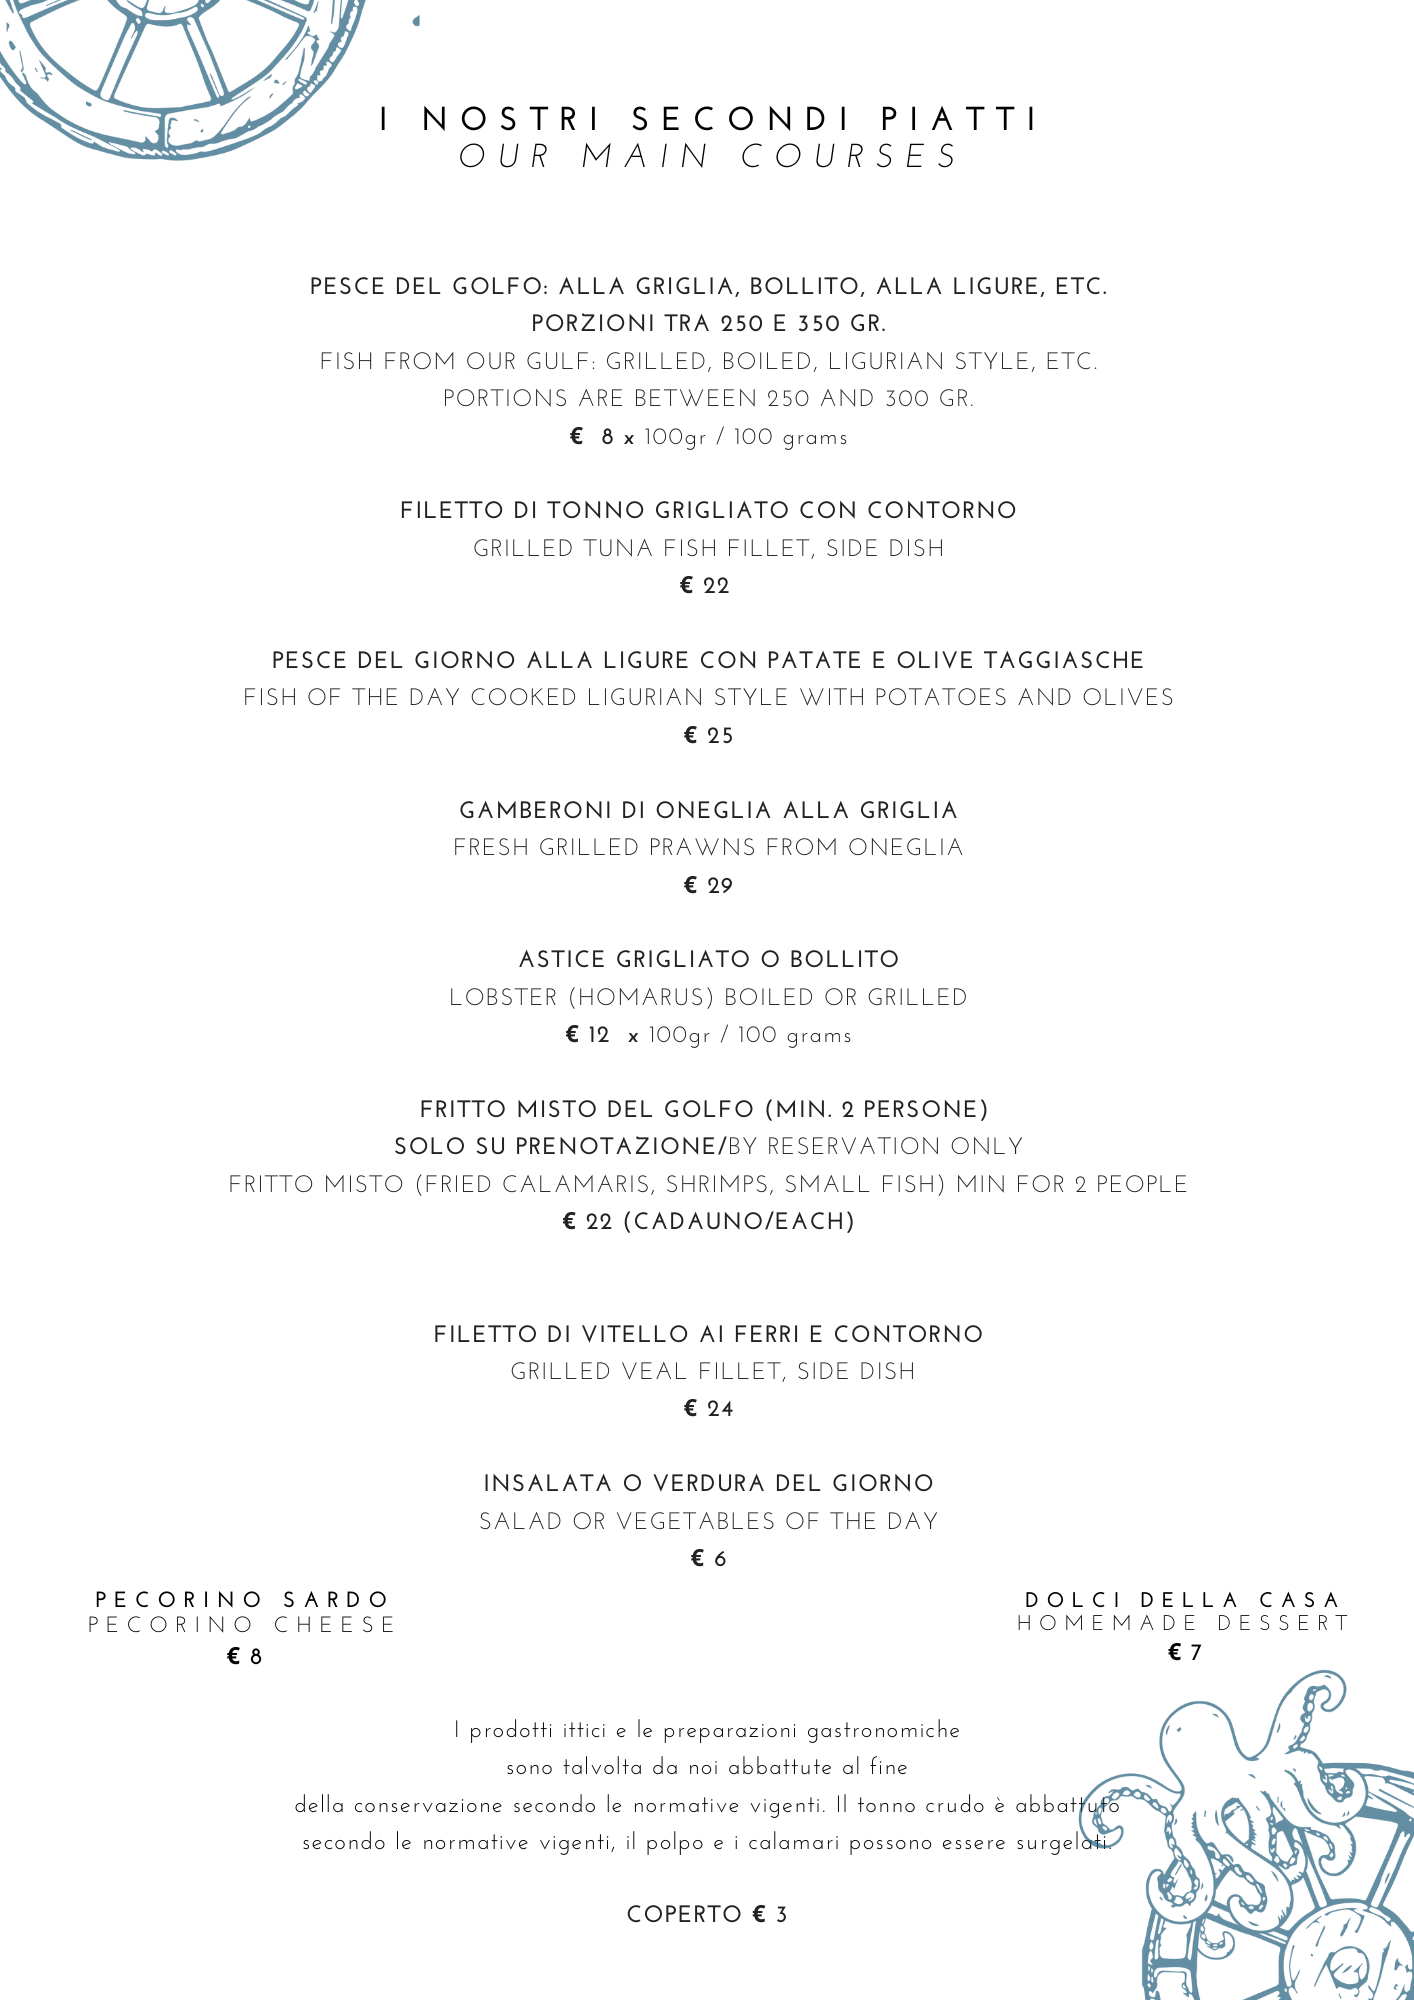 I NOSTRI SECONDI PIATTI
OUR MAIN COURSES
PESCE DEL GOLFO: ALLA GRIGLIA, BOLLITO, ALLA LIGURE, ETC.
PORZIONI TRA 250 E 350 GR.
FISH FROM OUR GULF: GRILLED, BOILED, LIGURIAN STYLE, ETC.
PORTIONS ARE BETWEEN 250 AND 300 GR.
€ 8 x 100gr / 100 grams
FILETTO DI TONNO GRIGLIATO CON CONTORNO
GRILLED TUNA FISH FILLET, SIDE DISH
€ 22
PESCE DEL GIORNO ALLA LIGURE CON PATATE E OLIVE TAGGIASCHE
FISH OF THE DAY COOKED LIGURIAN STYLE WITH POTATOES AND OLIVES
€ 25
GAMBERONI DI ONEGLIA ALLA GRIGLIA
FRESH GRILLED PRAWNS FROM ONEGLIA
€ 29
ASTICE GRIGLIATO O BOLLITO
LOBSTER (HOMARUS) BOILED OR GRILLED
€ 12 x 100gr / 100 grams
FRITTO MISTO DEL GOLFO (MIN. 2 PERSONE)
SOLO SU PRENOTAZIONE/BY RESERVATION ONLY
FRITTO MISTO (FRIED CALAMARIS, SHRIMPS, SMALL FISH) MIN FOR 2 PEOPLE
€ 22 (CADAUNO/EACH)
FILETTO DI VITELLO AI FERRI E CONTORNO
GRILLED VEAL FILLET, SIDE DISH
€ 24
INSALATA O VERDURA DEL GIORNO
SALAD OR VEGETABLES OF THE DAY
€ 6
PECORINO SARDO
PECORINO CHEESE
€ 8
DOLCI DELLA CASA
HOMEMADE DESSERT
€ 7
I prodotti ittici e le preparazioni gastronomiche
sono talvolta da noi abbattute al fine
della conservazione secondo le normative vigenti. Il tonno crudo è abbattuto
secondo le normative vigenti, il polpo e i calamari possono essere surgelati.
COPERTO € 3